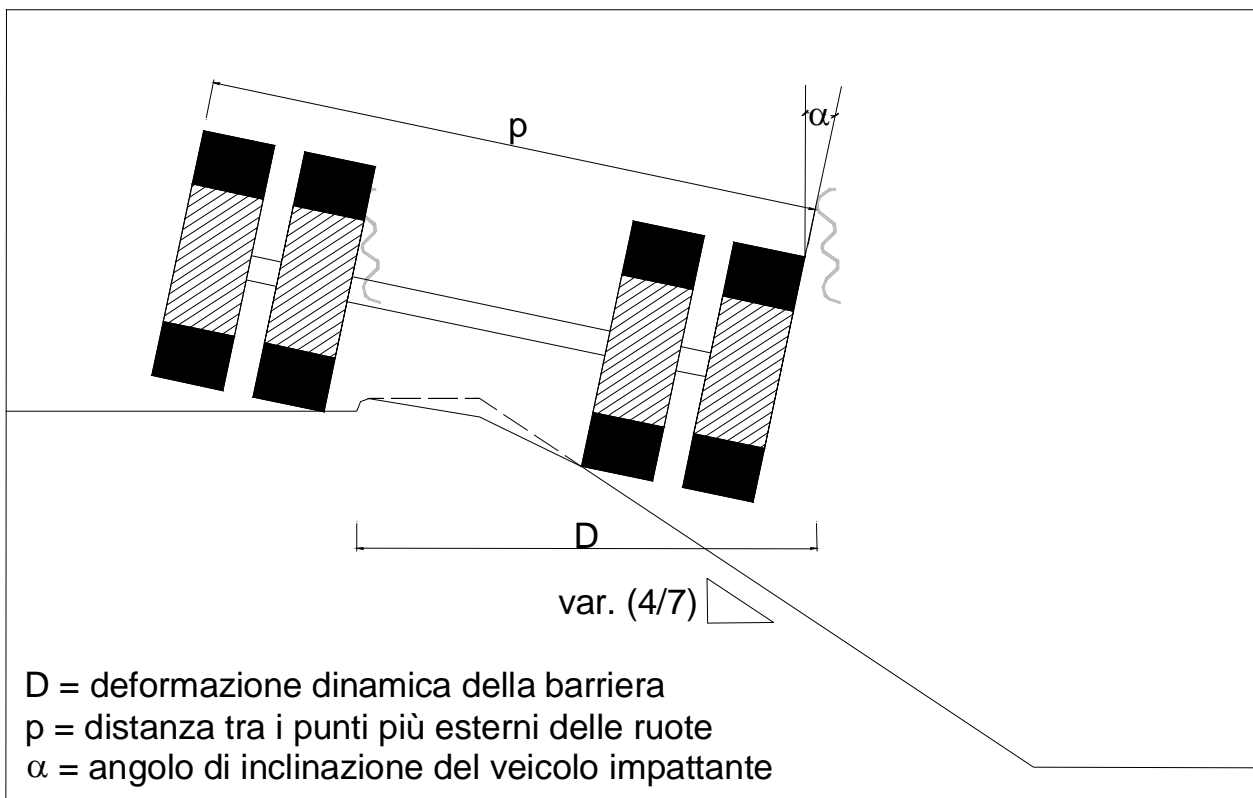 p
α
D
var. (4/7)
D = deformazione dinamica della barriera
p = distanza tra i punti più esterni delle ruote
α = angolo di inclinazione del veicolo impattante